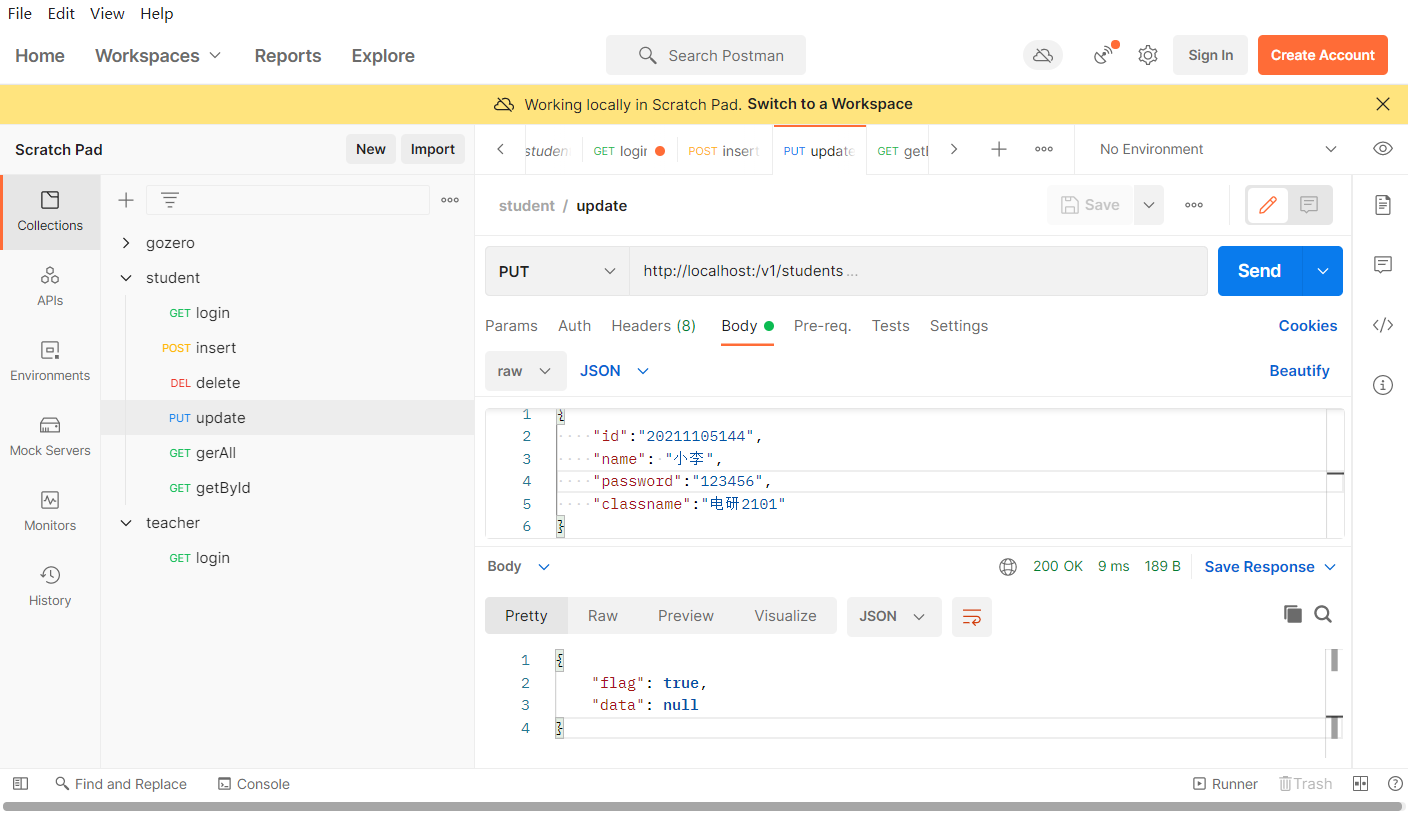 File Edit View Help
Home Workspaces Reports Explore Search Postman Sign In Create Account
Working locally in Scratch Pad. Switch to a Workspace
Scratch Pad New Import studen GET login POST insert PUT update GET getl No Environment
Collections
APIs
Environments
Mock Servers
Monitors
History
gozero
student
GET login
POST insert
DEL delete
PUT update
GET gerAll
GET getById
teacher
GET login
student / update Save
PUT http://localhost:/v1/students ... Send
Params Auth Headers (8) Body Pre-req. Tests Settings Cookies
raw JSON Beautify
1 {
2 ····"id":"20211105144",
3 ····"name":·"小李",
4 ····"password":"123456",
5 ····"classname":"电研2101"
6 }
Body 200 OK 9 ms 189 B Save Response
Pretty Raw Preview Visualize JSON
1 {
2 "flag": true,
3 "data": null
4 }
Find and Replace Console Runner Trash